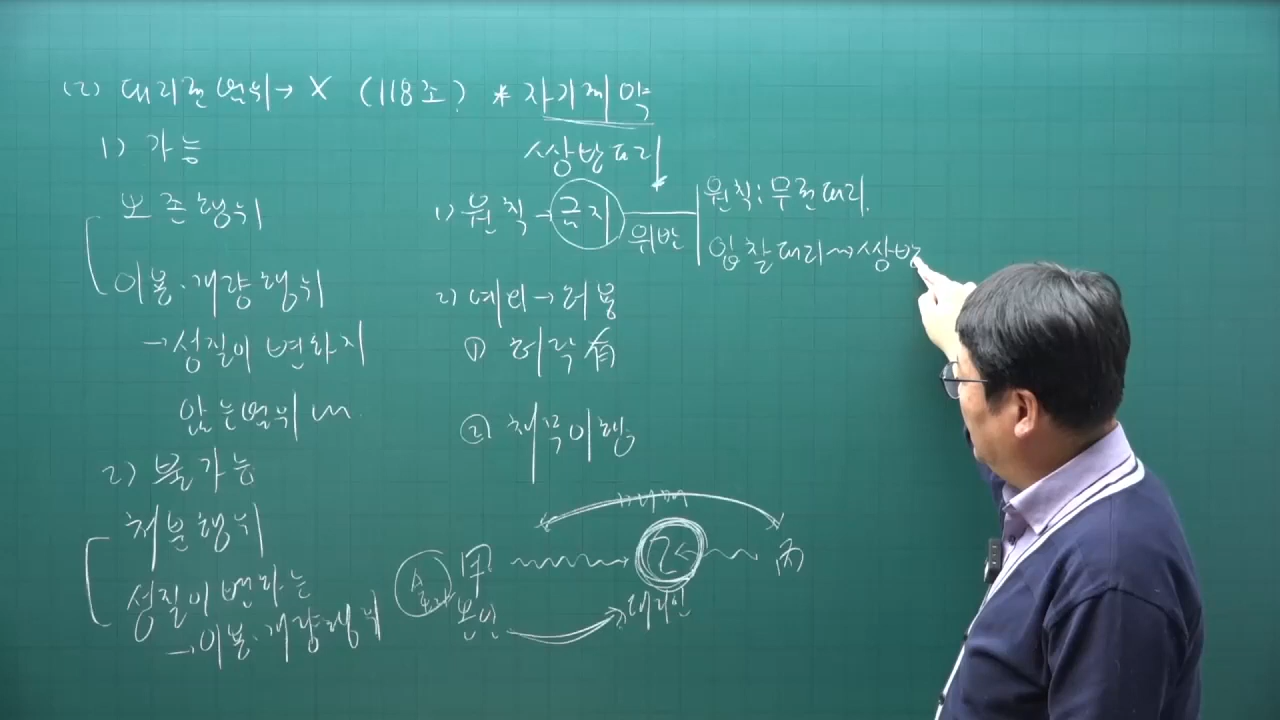 (2) 대리권범위→ X (118조)
1) 가능
보존행위
이용·개량행위
→성질이 변하지
않는범위 內
2) 불가능
처분행위
성질이 변하는
→이용·개량행위
* 자기계약
쌍방대리
1) 원칙→금지
위반
원칙:무권대리.
입찰대리→쌍방
2) 예외→허용
① 허락 有
② 채무이행
매매
A
토지
甲
본인
乙
대리인
丙